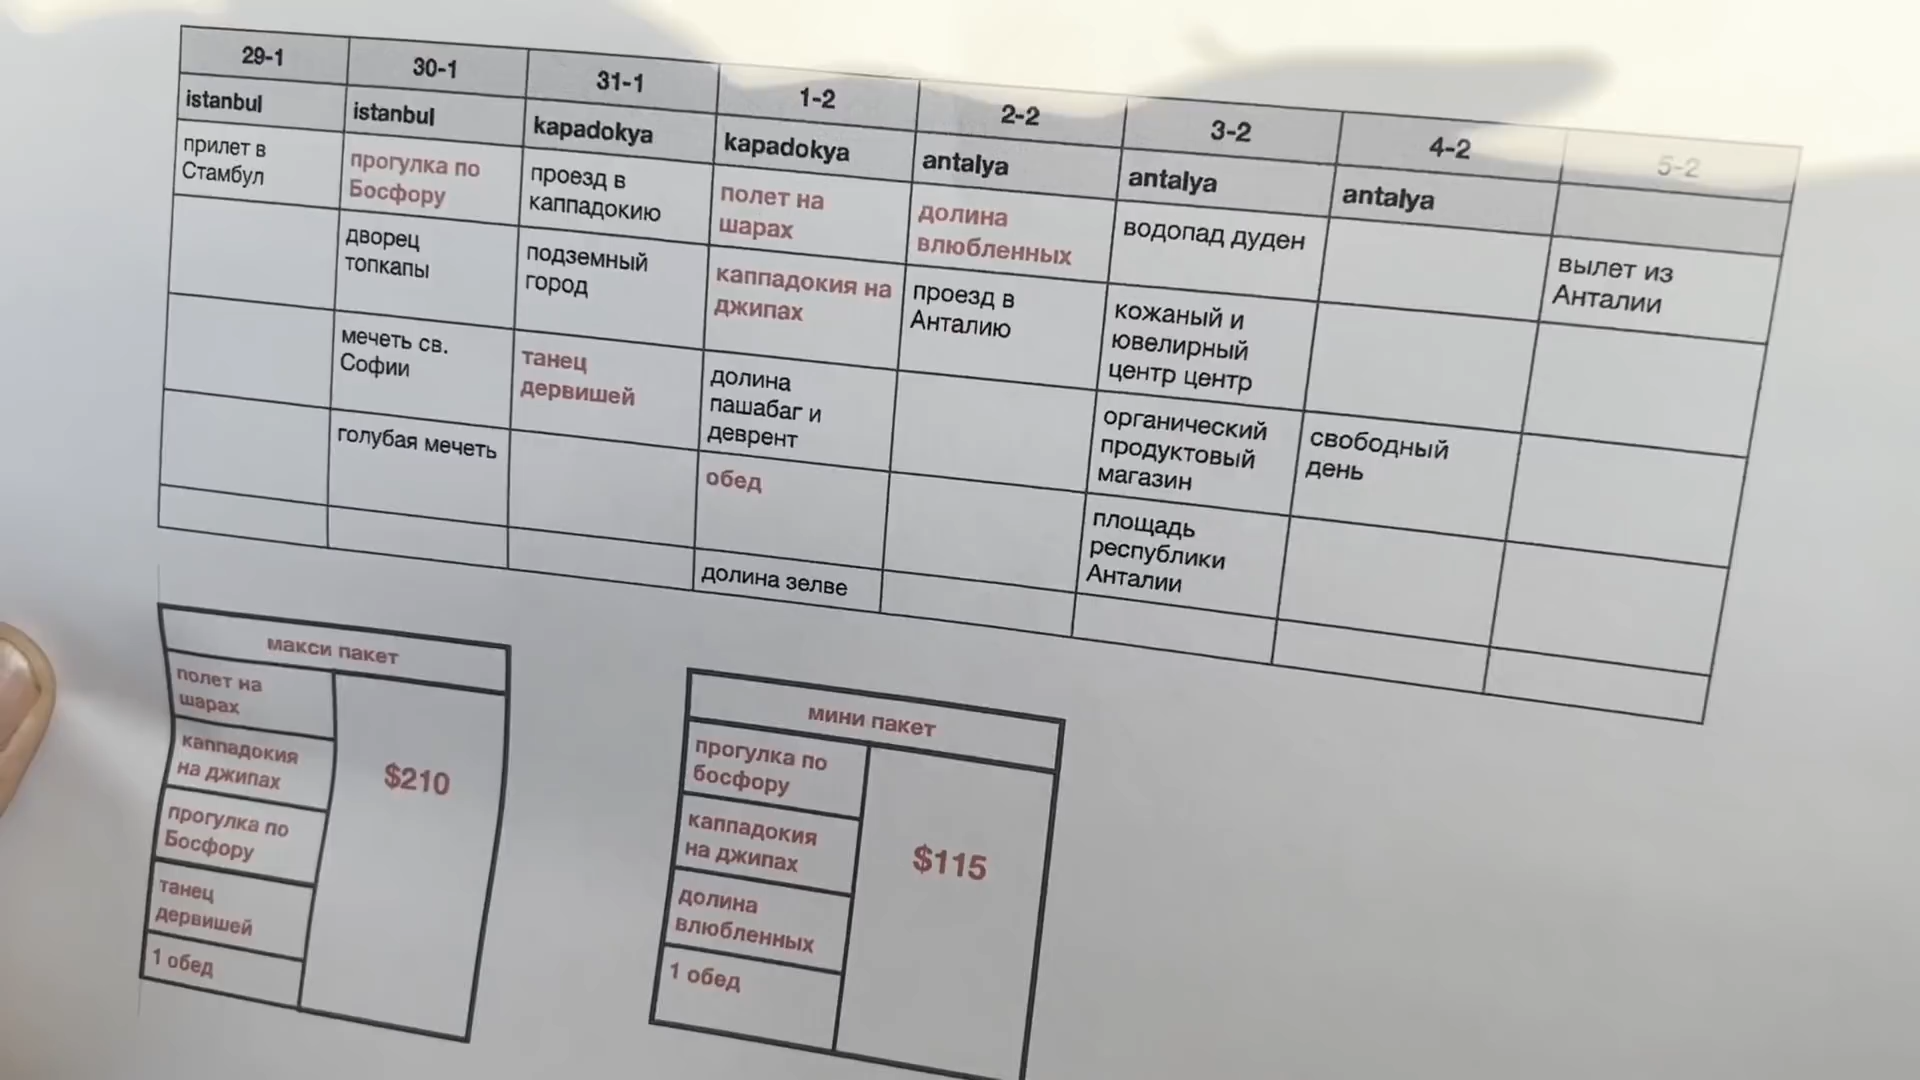 29-1
30-1
31-1
1-2
2-2
3-2
4-2
5-2
istanbul
istanbul
kapadokya
kapadokya
antalya
antalya
antalya
прилет в
Стамбул
прогулка по
Босфору
проезд в
каппадокию
полет на
шарах
долина
влюбленных
водопад дуден
вылет из
Анталии
дворец
топкапы
подземный
город
каппадокия на
джипах
проезд в
Анталию
кожаный и
ювелирный
центр центр
мечеть св.
Софии
танец
дервишей
долина
пашабаг и
деврент
органический
продуктовый
магазин
свободный
день
голубая мечеть
обед
площадь
республики
Анталии
долина зелве
макси пакет
полет на
шарах
каппадокия
на джипах
прогулка по
Босфору
танец
дервишей
1 обед
$210
мини пакет
прогулка по
босфору
каппадокия
на джипах
долина
влюбленных
1 обед
$115